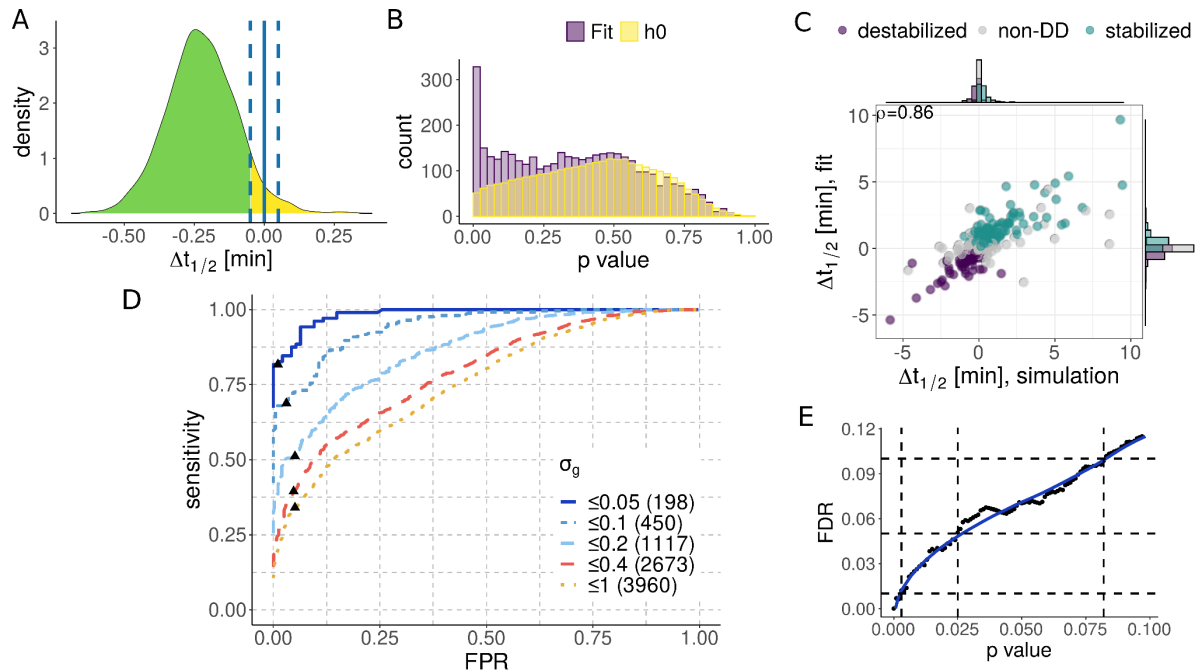 A
density
3
2
1
0
-0.50
-0.25
0.00
0.25
Δt1/2 [min]
B
Fit
h0
count
300
200
100
0
0.00
0.25
0.50
0.75
1.00
p value
C
destabilized
non-DD
stabilized
ρ=0.86
Δt1/2 [min], fit
10
5
0
-5
-5
0
5
10
Δt1/2 [min], simulation
D
sensitivity
1.00
0.75
0.50
0.25
0.00
σg
≤0.05 (198)
≤0.1 (450)
≤0.2 (1117)
≤0.4 (2673)
≤1 (3960)
0.00
0.25
0.50
0.75
1.00
FPR
E
FDR
0.12
0.09
0.06
0.03
0.00
0.000
0.025
0.050
0.075
0.100
p value